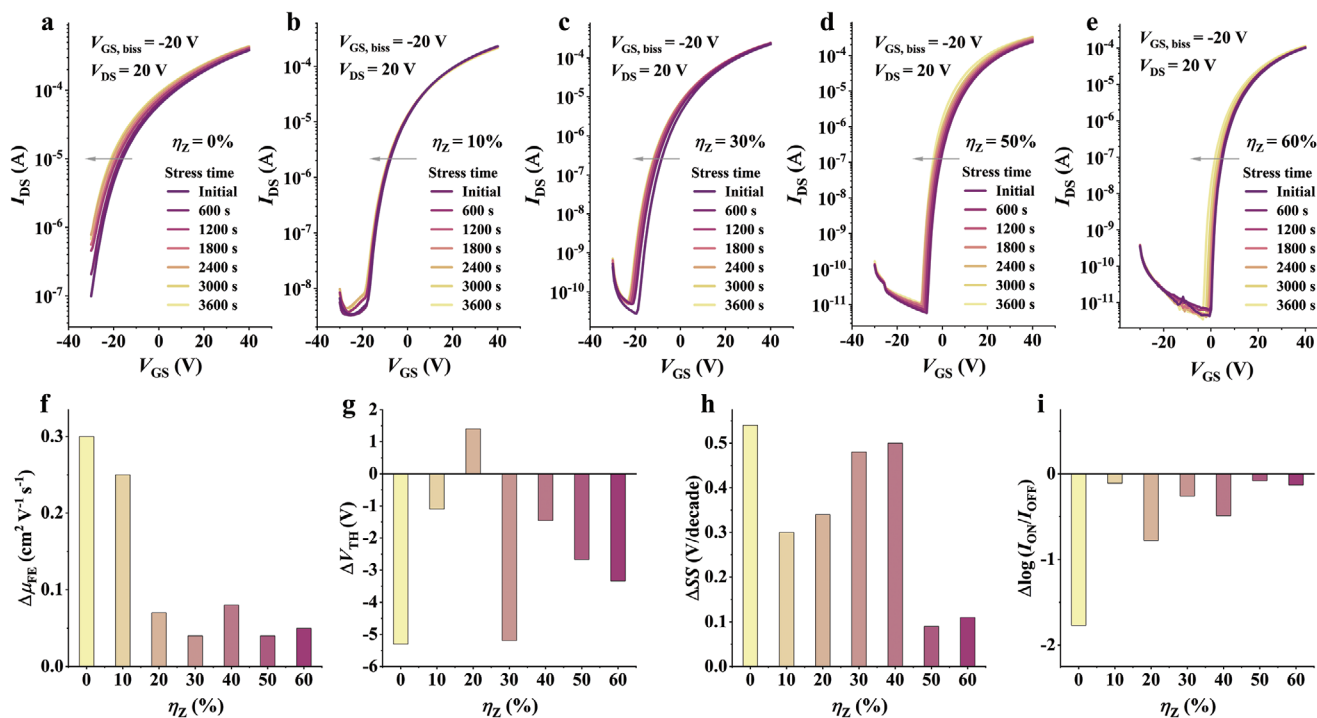 a
V_GS, biss = -20 V
V_DS = 20 V
η_Z = 0%
Stress time
Initial
600 s
1200 s
1800 s
2400 s
3000 s
3600 s
10⁻⁴
10⁻⁵
10⁻⁶
10⁻⁷
I_DS (A)
-40 -20 0 20 40
V_GS (V)
b
V_GS, biss = -20 V
V_DS = 20 V
η_Z = 10%
Stress time
Initial
600 s
1200 s
1800 s
2400 s
3000 s
3600 s
10⁻⁴
10⁻⁵
10⁻⁶
10⁻⁷
10⁻⁸
I_DS (A)
-40 -20 0 20 40
V_GS (V)
c
V_GS, biss = -20 V
V_DS = 20 V
η_Z = 30%
Stress time
Initial
600 s
1200 s
1800 s
2400 s
3000 s
3600 s
10⁻³
10⁻⁴
10⁻⁵
10⁻⁶
10⁻⁷
10⁻⁸
10⁻⁹
10⁻¹⁰
I_DS (A)
-40 -20 0 20 40
V_GS (V)
d
V_GS, biss = -20 V
V_DS = 20 V
η_Z = 50%
Stress time
Initial
600 s
1200 s
1800 s
2400 s
3000 s
3600 s
10⁻³
10⁻⁴
10⁻⁵
10⁻⁶
10⁻⁷
10⁻⁸
10⁻⁹
10⁻¹⁰
10⁻¹¹
I_DS (A)
-40 -20 0 20 40
V_GS (V)
e
V_GS, biss = -20 V
V_DS = 20 V
η_Z = 60%
Stress time
Initial
600 s
1200 s
1800 s
2400 s
3000 s
3600 s
10⁻³
10⁻⁴
10⁻⁵
10⁻⁶
10⁻⁷
10⁻⁸
10⁻⁹
10⁻¹⁰
10⁻¹¹
I_DS (A)
-40 -20 0 20 40
V_GS (V)
f
0.3
0.2
0.1
0.0
Δμ_FE (cm² V⁻¹ s⁻¹)
0 10 20 30 40 50 60
η_Z (%)
g
2
1
0
-1
-2
-3
-4
-5
-6
ΔV_TH (V)
0 10 20 30 40 50 60
η_Z (%)
h
0.5
0.4
0.3
0.2
0.1
0.0
ΔSS (V/decade)
0 10 20 30 40 50 60
η_Z (%)
i
0
-1
-2
Δlog (I_ON/I_OFF)
0 10 20 30 40 50 60
η_Z (%)